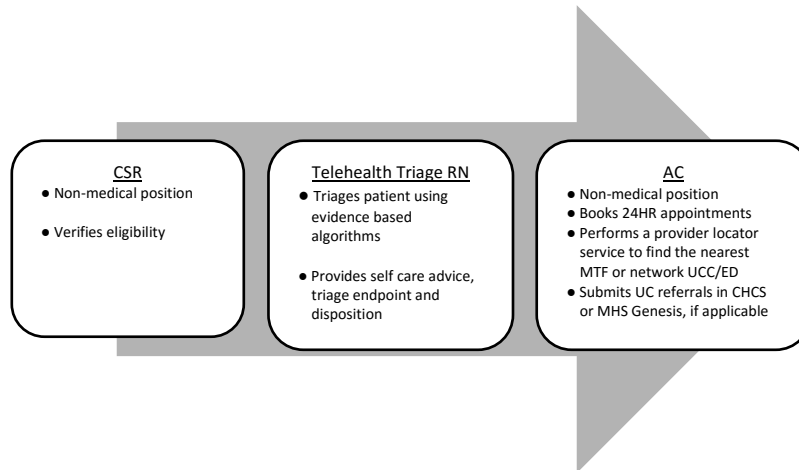 CSR
● Non-medical position
● Verifies eligibility
Telehealth Triage RN
● Triages patient using
evidence based
algorithms
● Provides self care advice,
triage endpoint and
disposition
AC
● Non-medical position
● Books 24HR appointments
● Performs a provider locator
service to find the nearest
MTF or network UCC/ED
● Submits UC referrals in CHCS
or MHS Genesis, if applicable